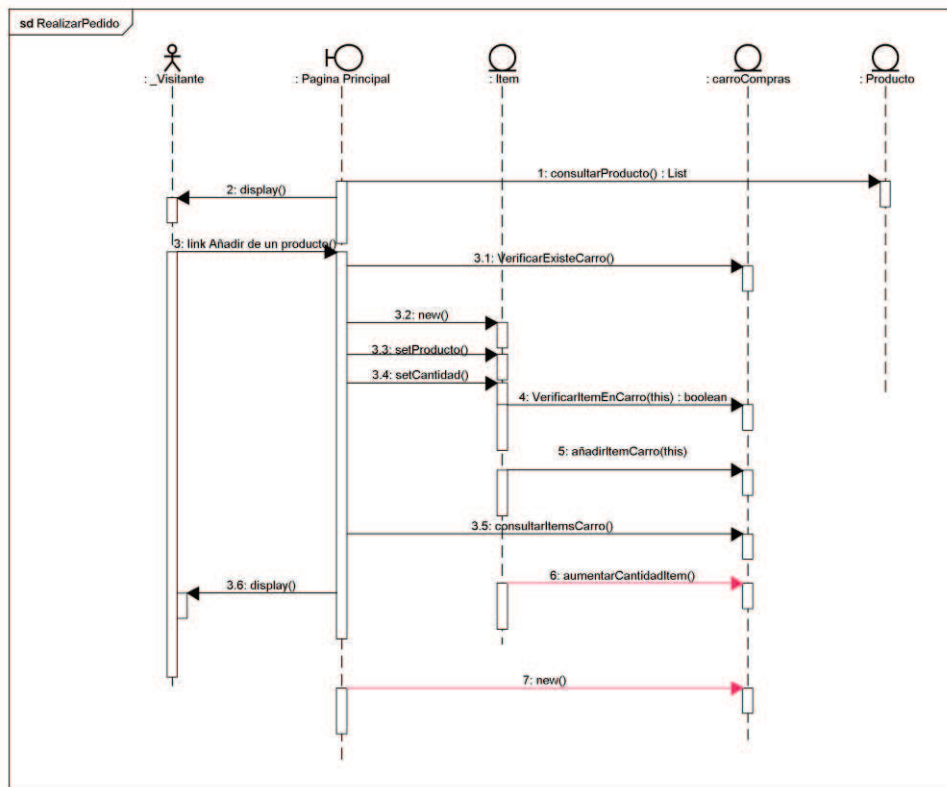 sd RealizarPedido
: _Visitante
: Pagina Principal
: Item
: carroCompras
: Producto
1: consultarProducto() : List
2: display()
3: link Añadir de un producto()
3.1: VerificarExisteCarro()
3.2: new()
3.3: setProducto()
3.4: setCantidad()
4: VerificarItemEnCarro(this) : boolean
5: añadirItemCarro(this)
3.5: consultarItemsCarro()
6: aumentarCantidadItem()
3.6: display()
7: new()